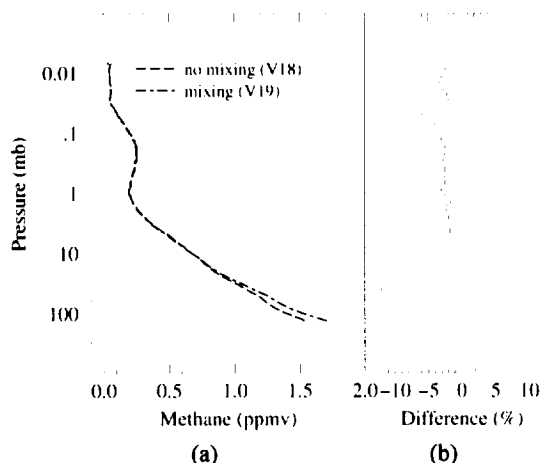 0.01
.1
1
10
100
Pressure (mb)
no mixing (V18)
mixing (V19)
0.0 0.5 1.0 1.5 2.0
Methane (ppmv)
(a)
-10 -5 0 5 10
Difference (%)
(b)